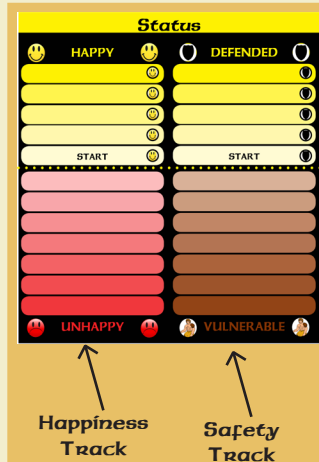 Status
HAPPY DEFENDED
START START
UNHAPPY VULNERABLE
Happiness
Track
Safety
Track